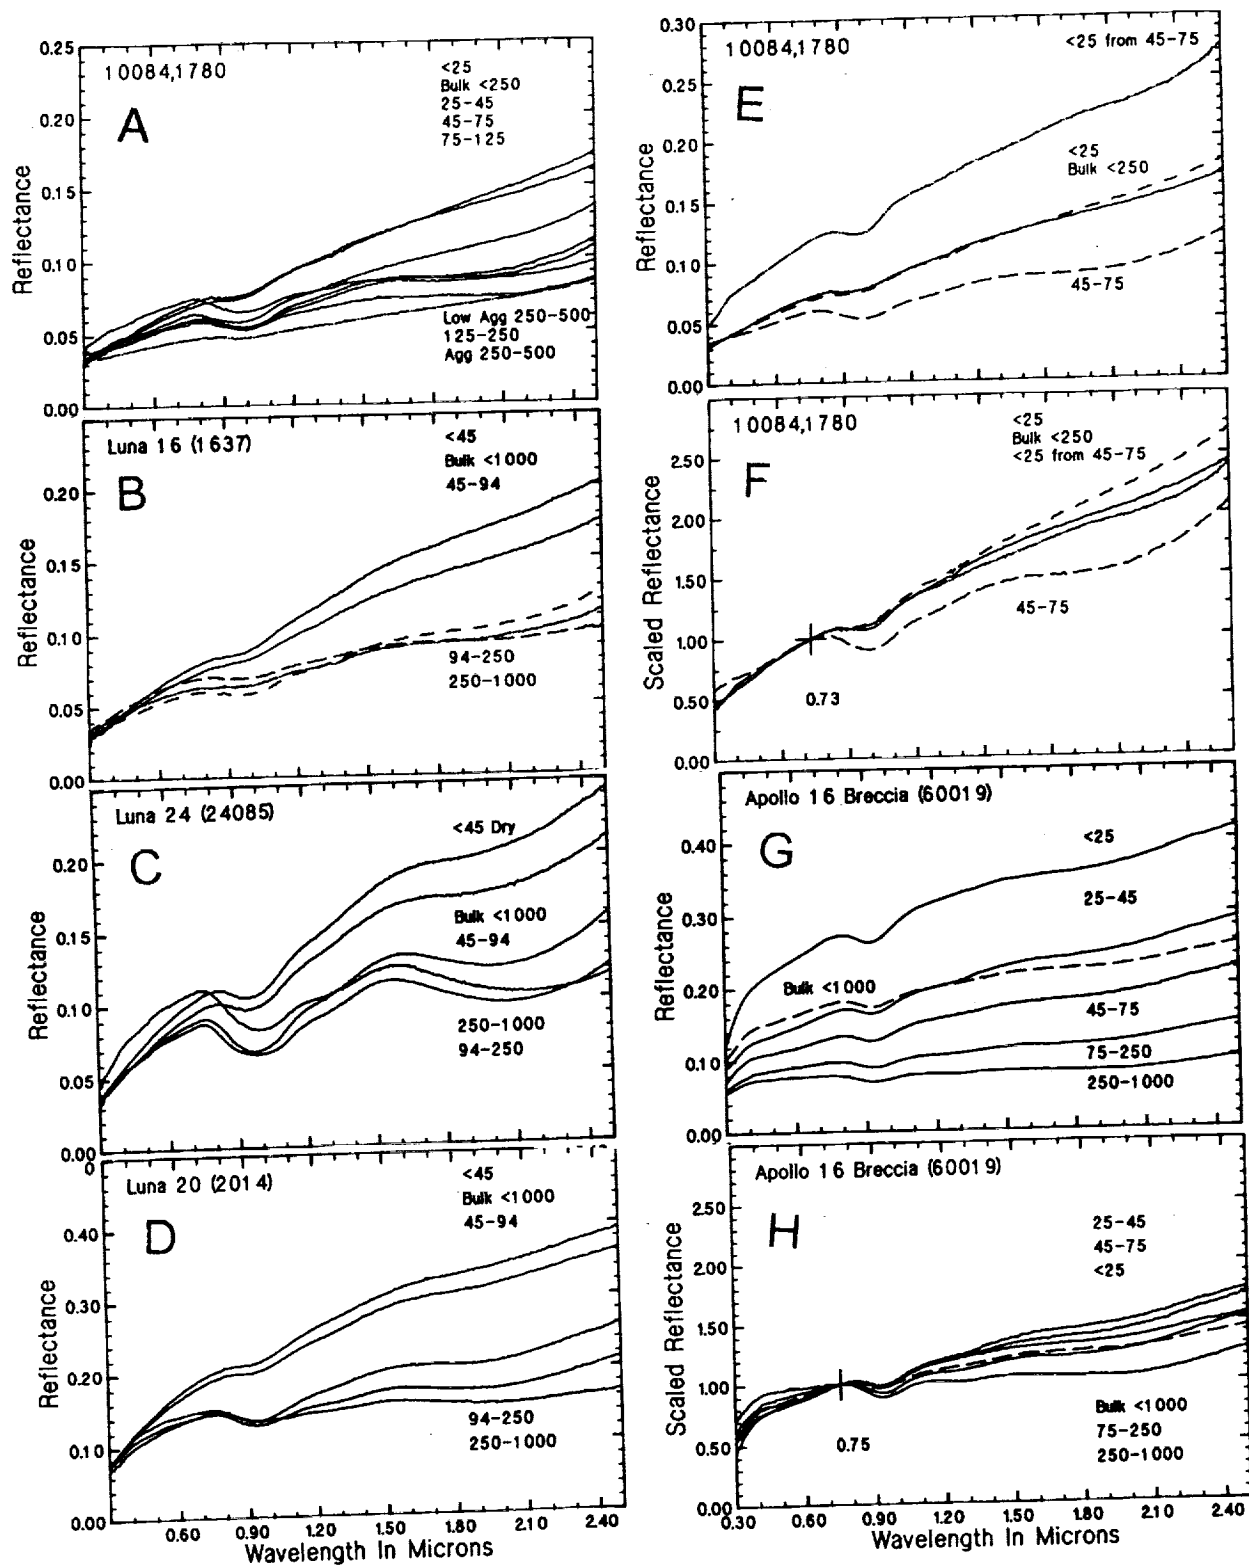 0.25
0.20
0.15
0.10
0.05
0.00
Reflectance
10084,1780
A
<25
Bulk <250
25-45
45-75
75-125
Low Agg 250-500
125-250
Agg 250-500
0.20
0.15
0.10
0.05
0.00
Reflectance
Luna 16 (1637)
B
<45
Bulk <1000
45-94
94-250
250-1000
0.20
0.15
0.10
0.05
0.00
Reflectance
Luna 24 (24085)
C
<45 Dry
Bulk <1000
45-94
250-1000
94-250
0
0.40
0.30
0.20
0.10
0.00
Reflectance
Luna 20 (2014)
D
<45
Bulk <1000
45-94
94-250
250-1000
0.60
0.90
1.20
1.50
1.80
2.10
2.40
Wavelength In Microns
0.30
0.25
0.20
0.15
0.10
0.05
0.00
Reflectance
10084,1780
E
<25 from 45-75
<25
Bulk <250
45-75
2.50
2.00
1.50
1.00
0.50
0.00
Scaled Reflectance
10084,1780
F
<25
Bulk <250
<25 from 45-75
45-75
0.73
0.40
0.30
0.20
0.10
0.00
Reflectance
Apollo 16 Breccia (60019)
G
<25
25-45
Bulk <1000
45-75
75-250
250-1000
2.50
2.00
1.50
1.00
0.50
0.00
Scaled Reflectance
Apollo 16 Breccia (60019)
H
25-45
45-75
<25
0.75
Bulk <1000
75-250
250-1000
0.30
0.60
0.90
1.20
1.50
1.80
2.10
2.40
Wavelength In Microns